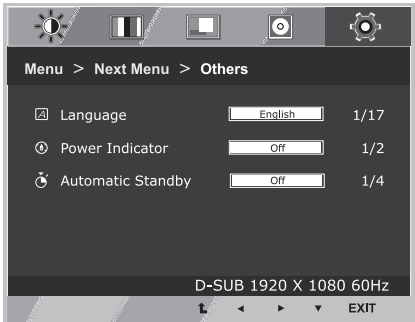 Menu > Next Menu > Others
A Language English 1/17
Power Indicator Off 1/2
Automatic Standby Off 1/4
D-SUB 1920 X 1080 60Hz
EXIT